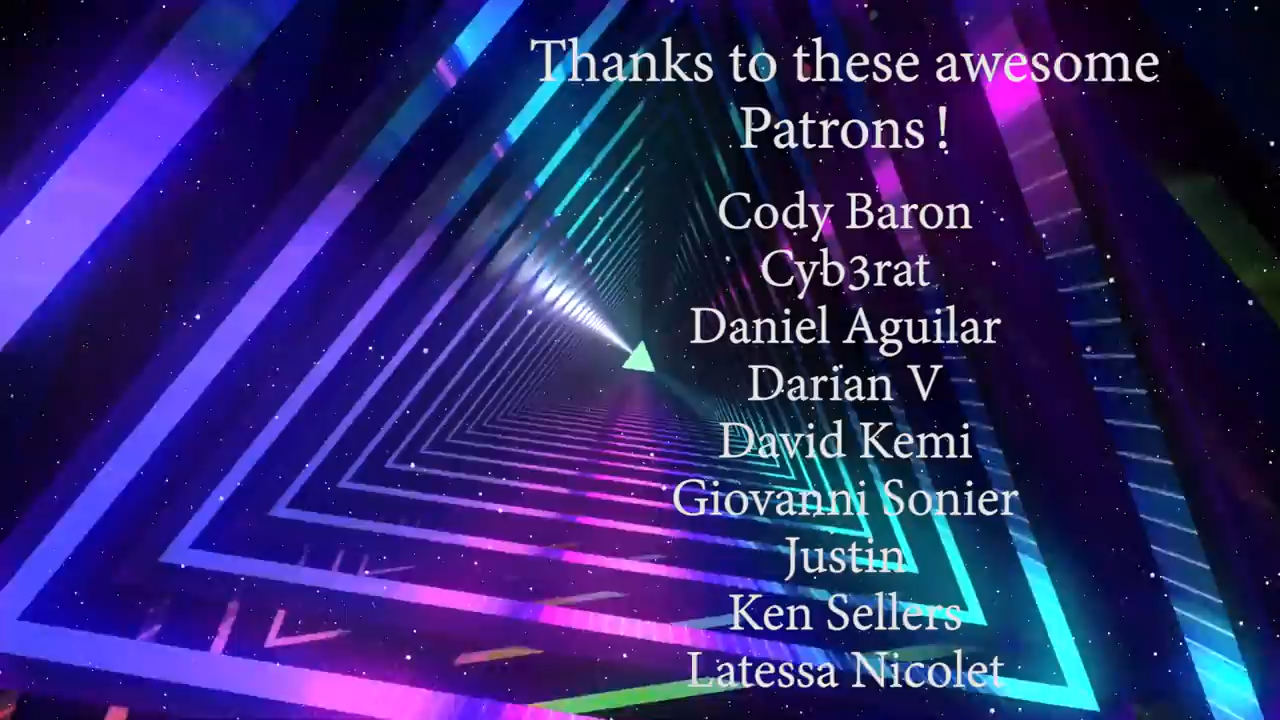 Thanks to these awesome
Patrons!
Cody Baron
Cyb3rat
Daniel Aguilar
Darian V
David Kemi
Giovanni Sonier
Justin
Ken Sellers
Latessa Nicolet